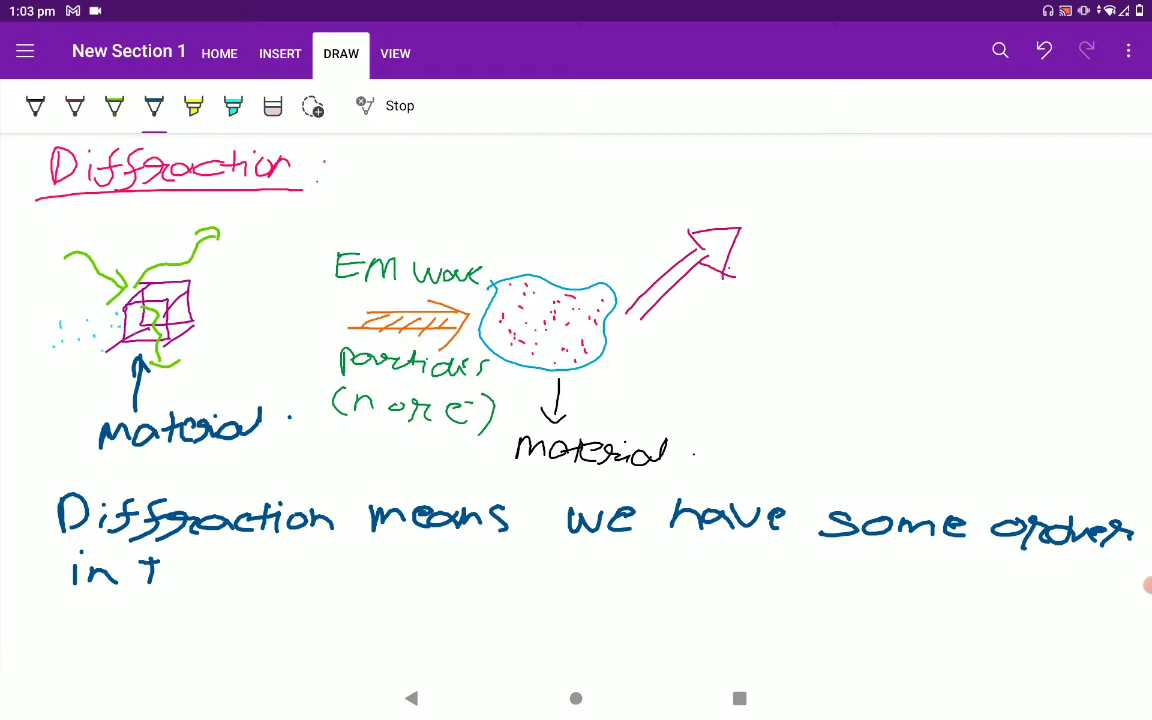 1:03 pm
New Section 1 HOME INSERT DRAW VIEW
Stop
Diffraction :
EM wave
particles
(n or e-)
Material .
Material .
Diffraction means we have some order
in t